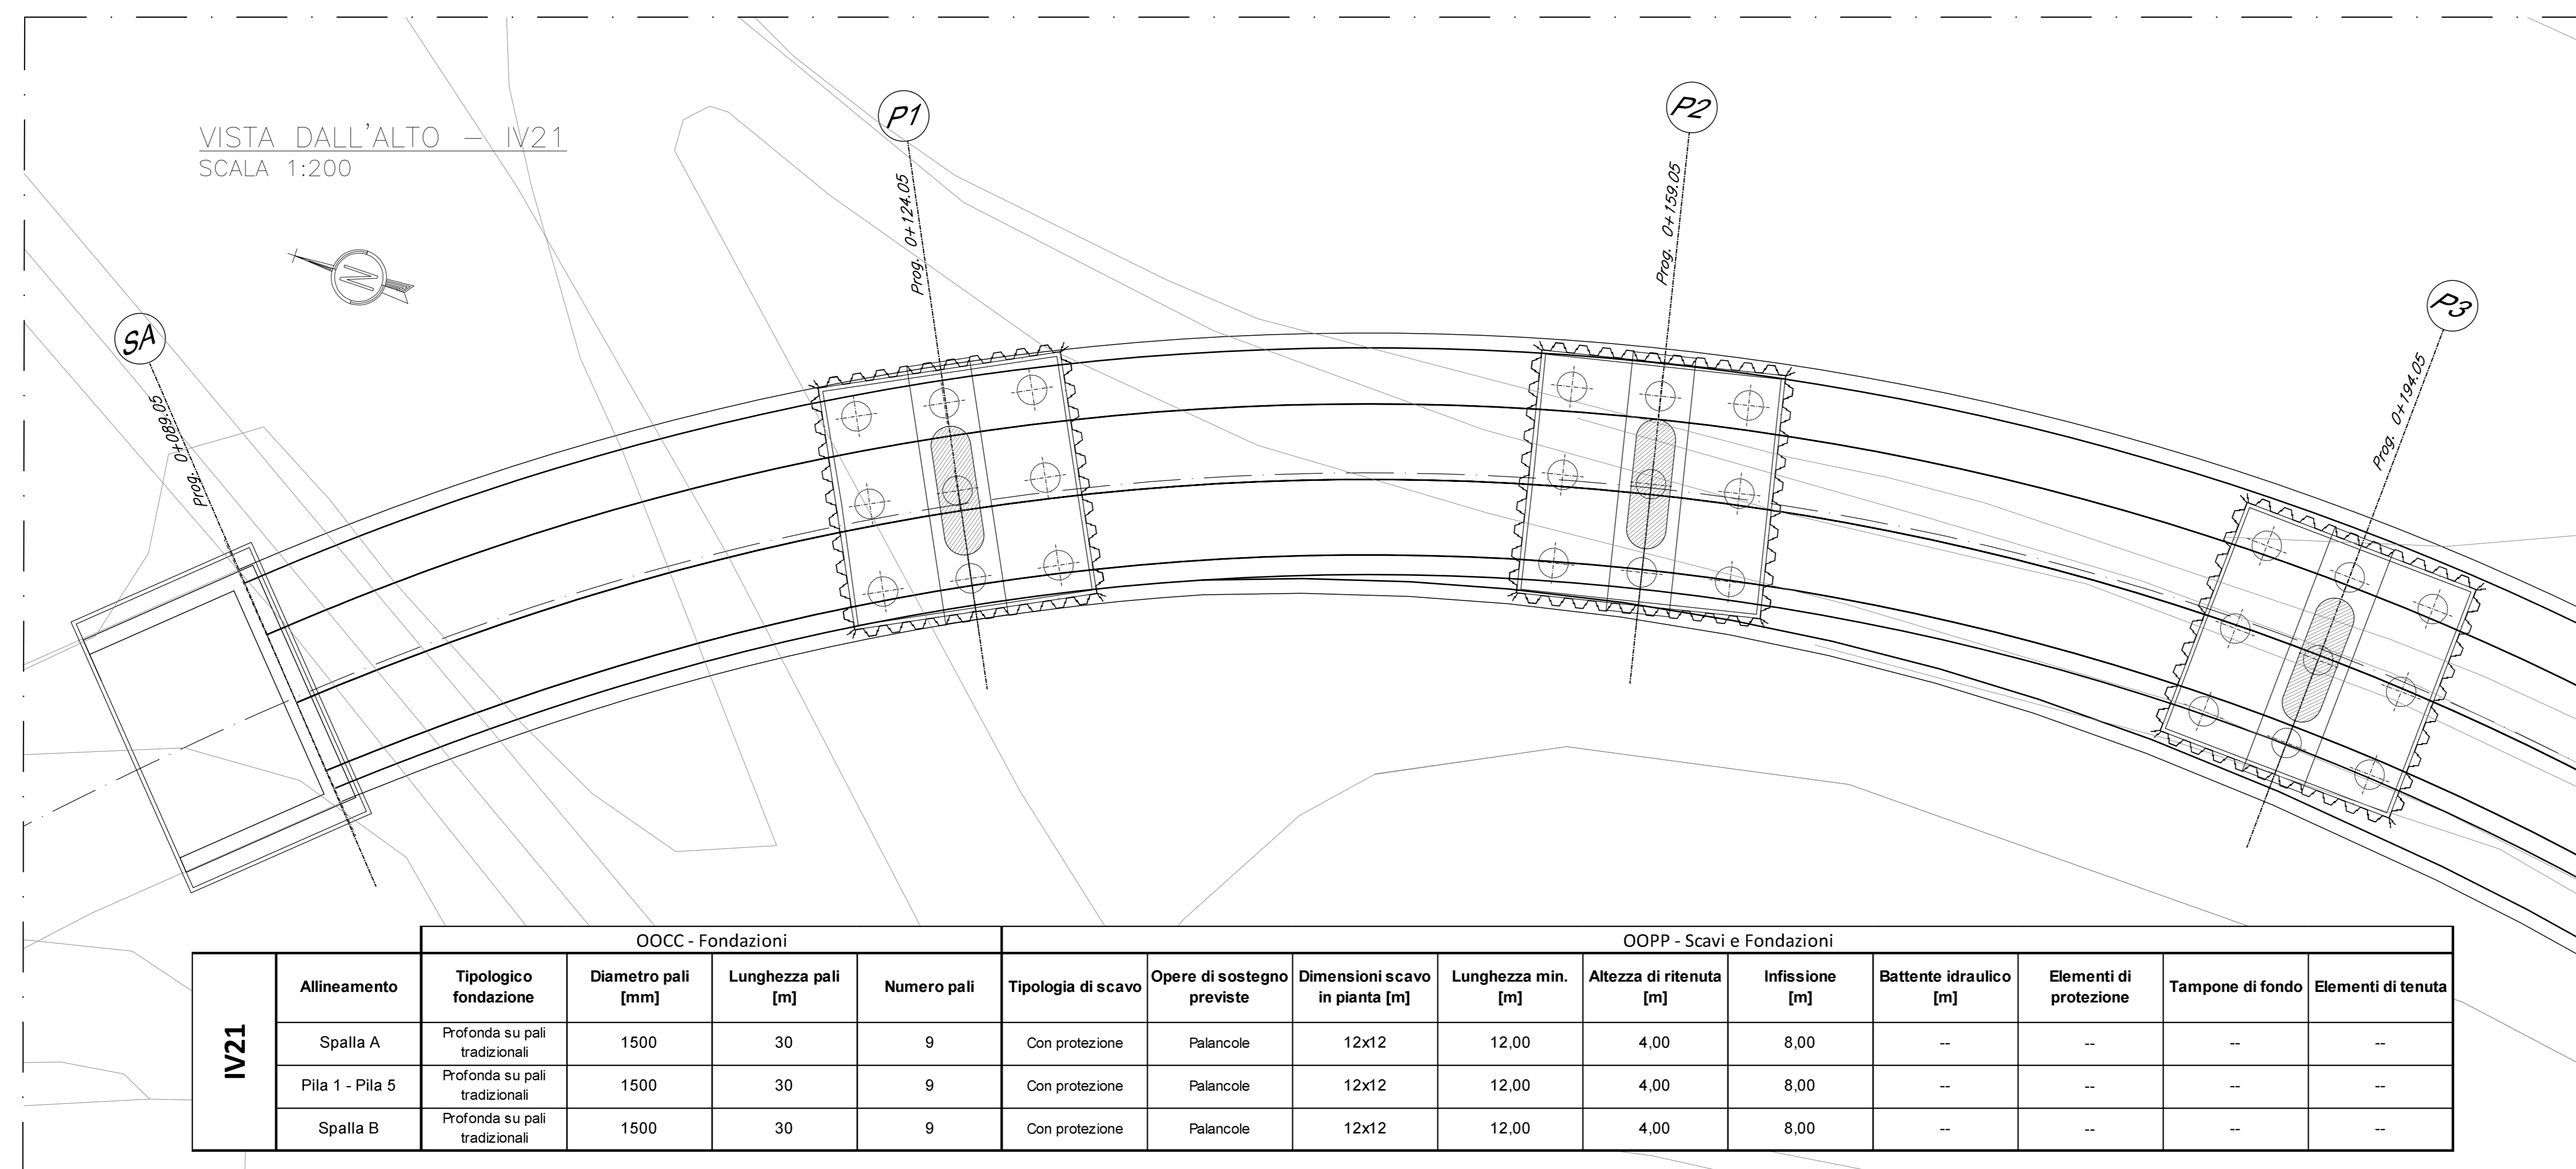 VISTA DALL'ALTO – IV21
SCALA 1:200
N
SA
Prog. 0+089.05
P1
Prog. 0+124.05
P2
Prog. 0+159.05
P3
Prog. 0+194.05
OOCC - Fondazioni
OOPP - Scavi e Fondazioni
IV21
Allineamento
Tipologico
fondazione
Diametro pali
[mm]
Lunghezza pali
[m]
Numero pali
Tipologia di scavo
Opere di sostegno
previste
Dimensioni scavo
in pianta [m]
Lunghezza min.
[m]
Altezza di ritenuta
[m]
Infissione
[m]
Battente idraulico
[m]
Elementi di
protezione
Tampone di fondo
Elementi di tenuta
Spalla A
Profonda su pali
tradizionali
1500
30
9
Con protezione
Palancole
12x12
12,00
4,00
8,00
--
--
--
--
Pila 1 - Pila 5
Profonda su pali
tradizionali
1500
30
9
Con protezione
Palancole
12x12
12,00
4,00
8,00
--
--
--
--
Spalla B
Profonda su pali
tradizionali
1500
30
9
Con protezione
Palancole
12x12
12,00
4,00
8,00
--
--
--
--